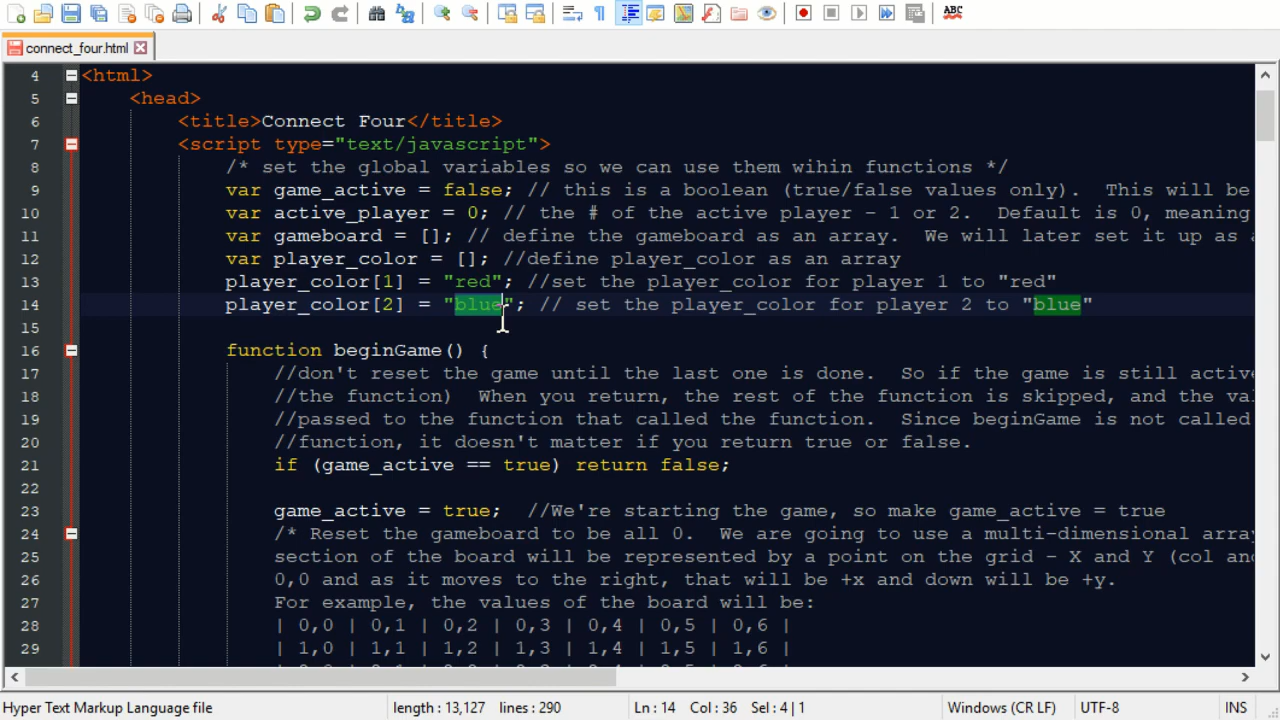 ABC
connect_four.html
4 <html>
5 <head>
6 <title>Connect Four</title>
7 <script type="text/javascript">
8 /* set the global variables so we can use them wihin functions */
9 var game_active = false; // this is a boolean (true/false values only).  This will be
10 var active_player = 0; // the # of the active player - 1 or 2.  Default is 0, meaning
11 var gameboard = []; // define the gameboard as an array.  We will later set it up as
12 var player_color = []; //define player_color as an array
13 player_color[1] = "red"; //set the player_color for player 1 to "red"
14 player_color[2] = "blue"; // set the player_color for player 2 to "blue"
15
16 function beginGame() {
17 //don't reset the game until the last one is done.  So if the game is still activ
18 //the function)  When you return, the rest of the function is skipped, and the va
19 //passed to the function that called the function.  Since beginGame is not called
20 //function, it doesn't matter if you return true or false.
21 if (game_active == true) return false;
22
23 game_active = true;  //We're starting the game, so make game_active = true
24 /* Reset the gameboard to be all 0.  We are going to use a multi-dimensional array
25 section of the board will be represented by a point on the grid - X and Y (col an
26 0,0 and as it moves to the right, that will be +x and down will be +y.
27 For example, the values of the board will be:
28 | 0,0 | 0,1 | 0,2 | 0,3 | 0,4 | 0,5 | 0,6 |
29 | 1,0 | 1,1 | 1,2 | 1,3 | 1,4 | 1,5 | 1,6 |
Hyper Text Markup Language file length : 13,127 lines : 290 Ln : 14 Col : 36 Sel : 4 | 1 Windows (CR LF) UTF-8 INS